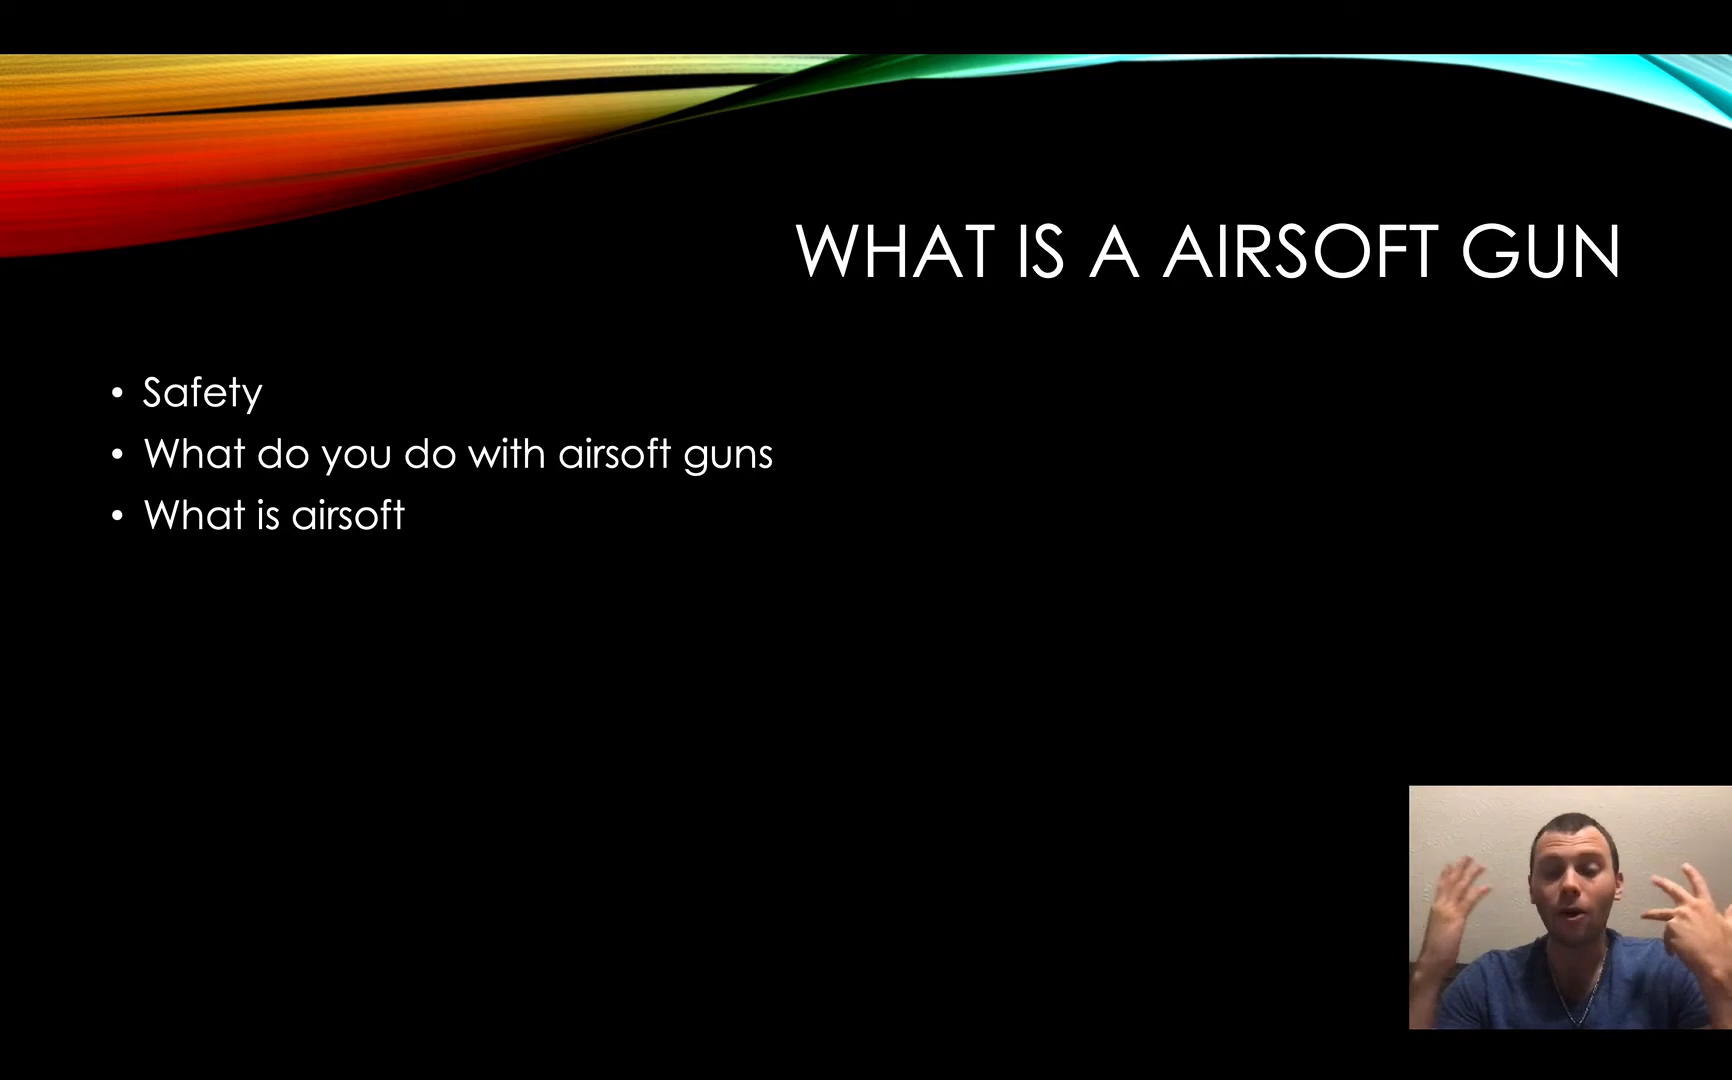 WHAT IS A AIRSOFT GUN
• Safety
• What do you do with airsoft guns
• What is airsoft